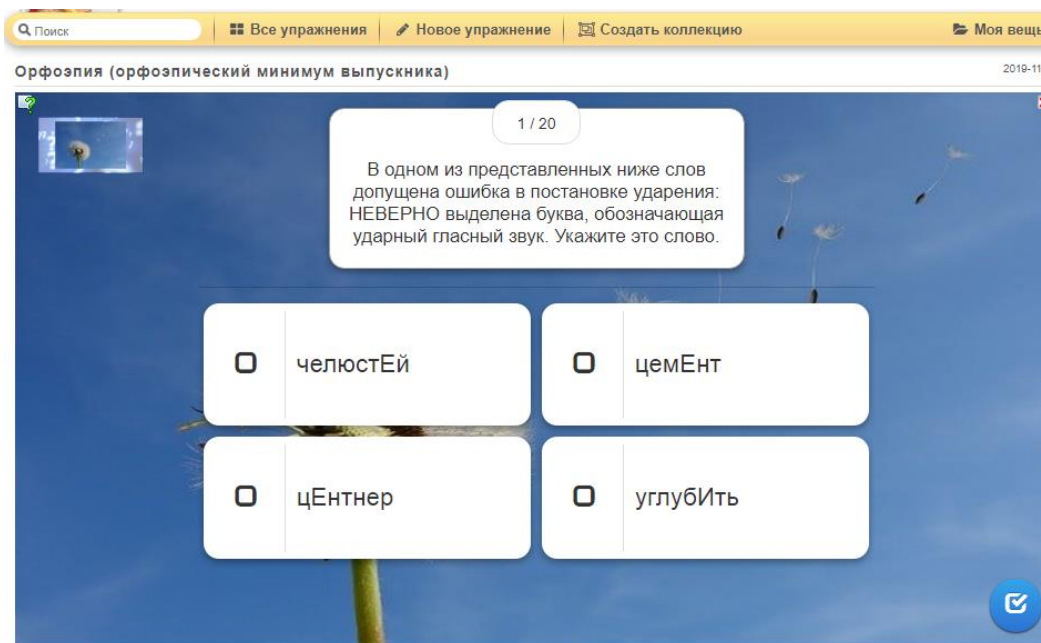 Поиск
Все упражнения
Новое упражнение
Создать коллекцию
Моя вещь
Орфоэпия (орфоэпический минимум выпускника)
2019-11
1 / 20
В одном из представленных ниже слов
допущена ошибка в постановке ударения:
НЕВЕРНО выделена буква, обозначающая
ударный гласный звук. Укажите это слово.
челюстЕй
цемЕнт
цЕнтнер
углубИть